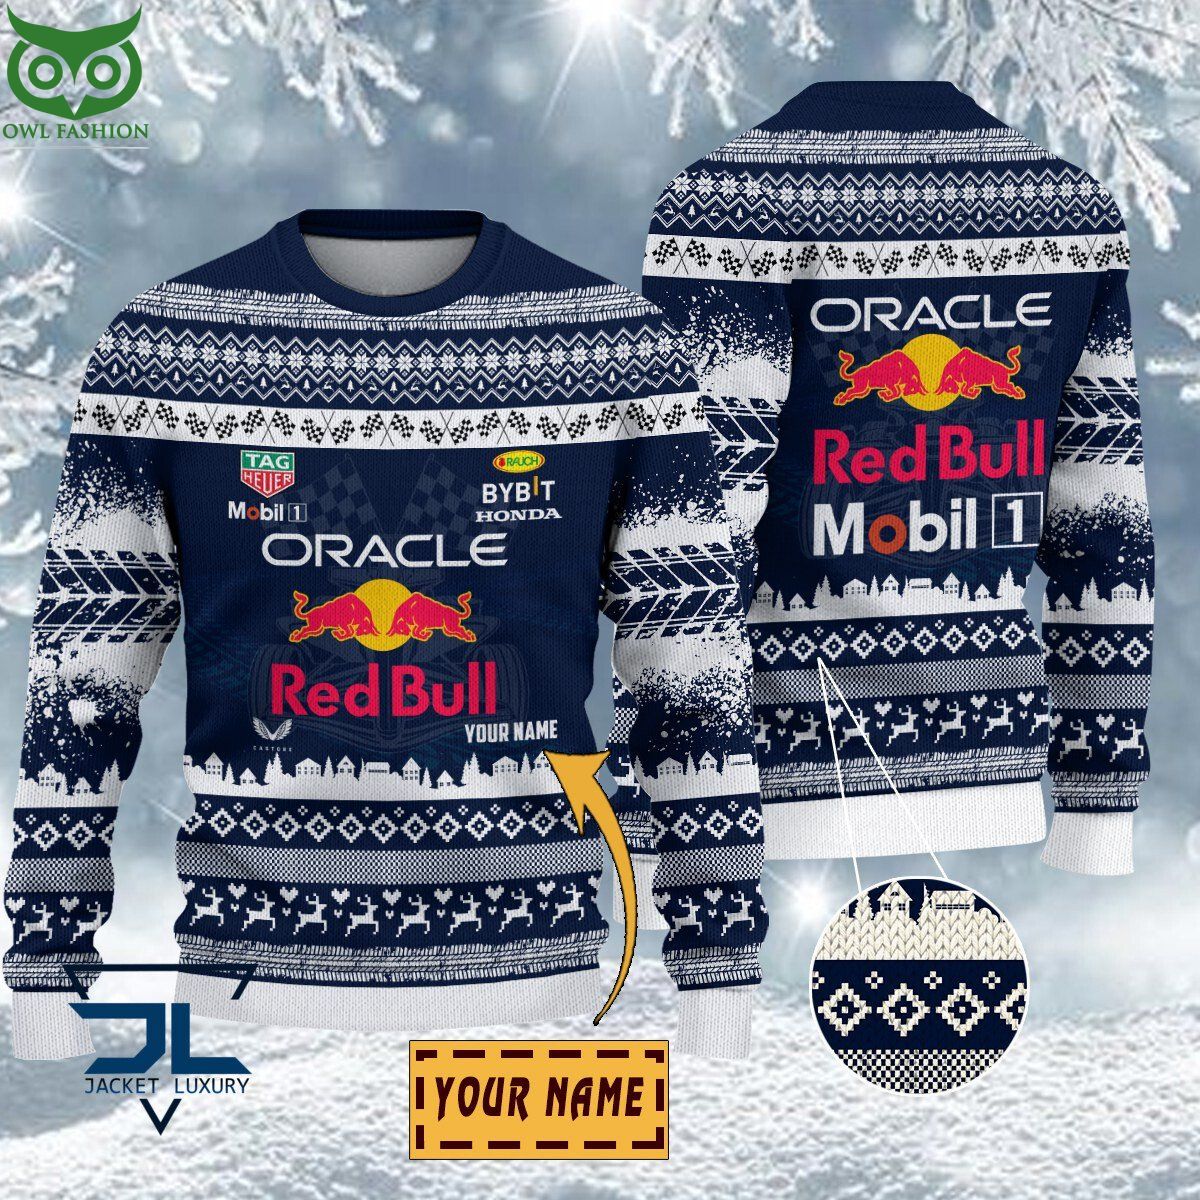 OWL FASHION
TAG
HEUER
Mobil 1
RAUCH
BYBIT
HONDA
ORACLE
Red Bull
CASTORE
YOUR NAME
ORACLE
Red Bull
Mobil 1
JL
JACKET LUXURY
YOUR NAME